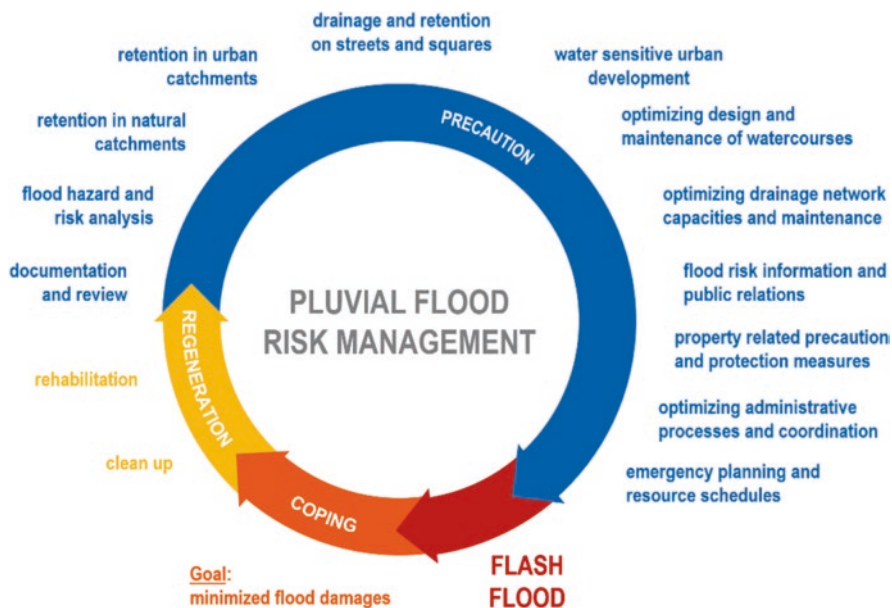 drainage and retention
on streets and squares
retention in urban
catchments
water sensitive urban
development
retention in natural
catchments
PRECAUTION
optimizing design and
maintenance of watercourses
flood hazard and
risk analysis
optimizing drainage network
capacities and maintenance
documentation
and review
flood risk information and
public relations
PLUVIAL FLOOD
RISK MANAGEMENT
REGENERATION
property related precaution
and protection measures
rehabilitation
optimizing administrative
processes and coordination
clean up
emergency planning and
resource schedules
COPING
FLASH
FLOOD
Goal:
minimized flood damages